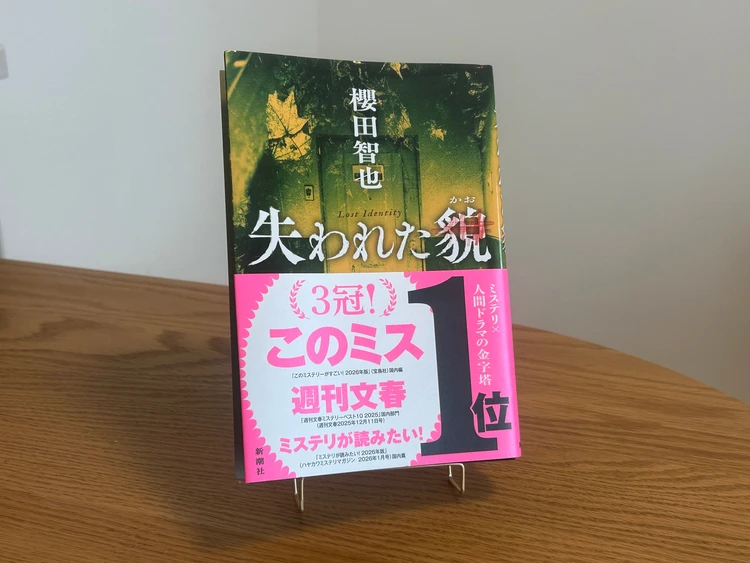 櫻田智也
Lost Identity
かお
失われた貌
ミステリ×
人間ドラマの金字塔
3冠!
このミス
「このミステリーがすごい!2026年版」(宝島社)国内編
週刊文春
「週刊文春ミステリーベスト10 2025」国内部門
(週刊文春2025年12月11日号)
ミステリが読みたい!
「ミステリが読みたい!2026年版」
(ハヤカワミステリマガジン 2026年1月号)国内篇
1位
新潮社